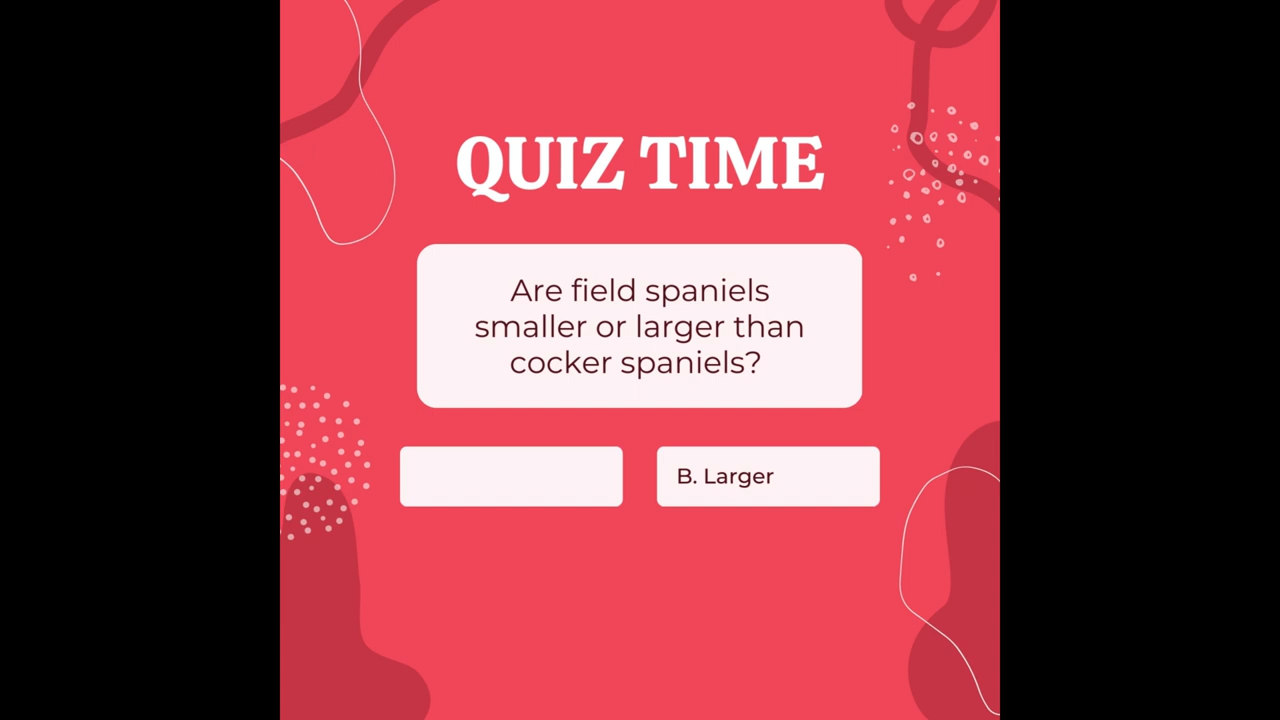 QUIZ TIME
Are field spaniels
smaller or larger than
cocker spaniels?
B. Larger